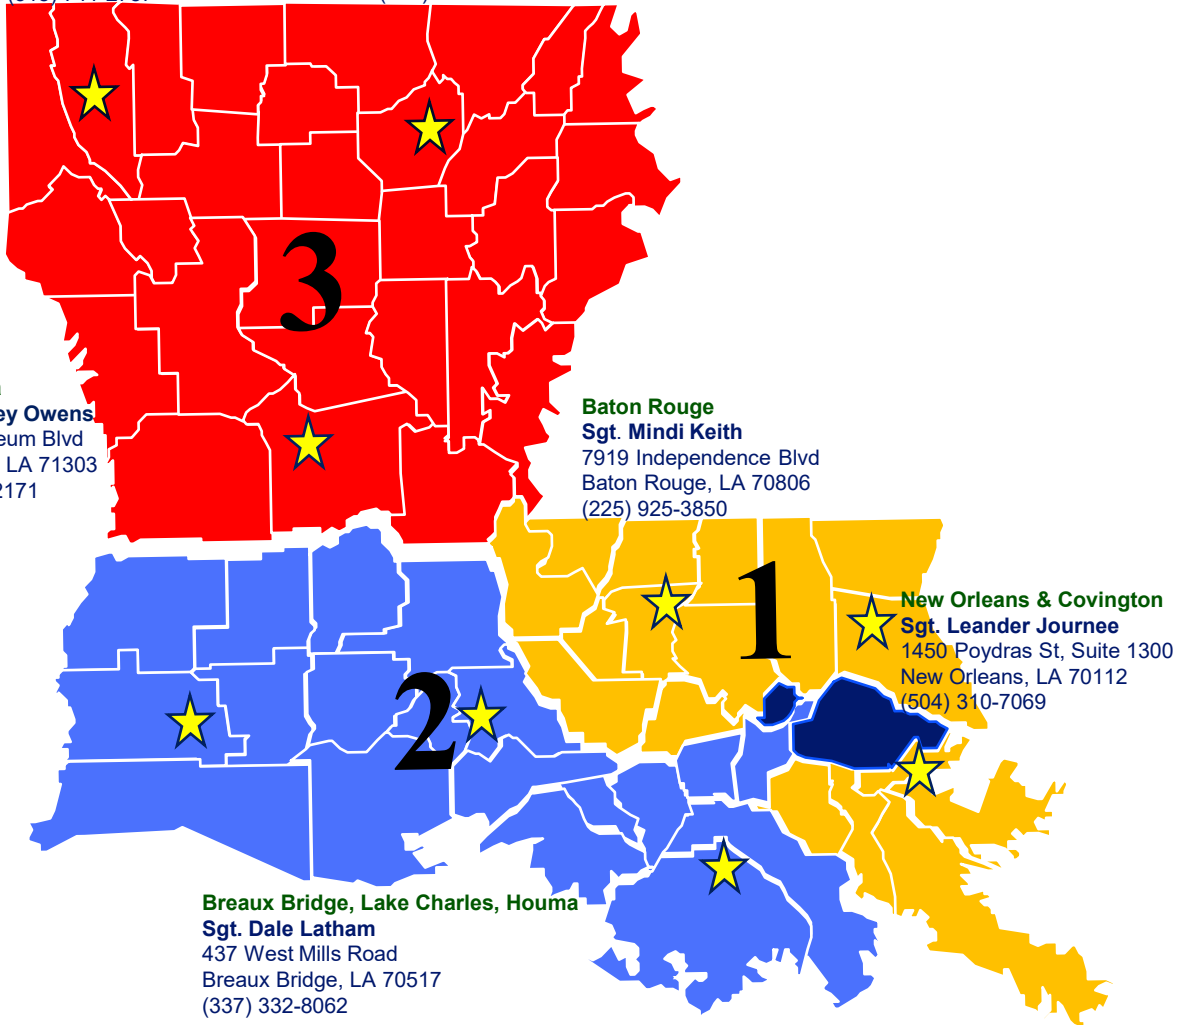 3
ey Owens
eum Blvd
LA 71303
2171
Baton Rouge
Sgt. Mindi Keith
7919 Independence Blvd
Baton Rouge, LA 70806
(225) 925-3850
1
New Orleans & Covington
Sgt. Leander Journee
1450 Poydras St, Suite 1300
New Orleans, LA 70112
(504) 310-7069
2
Breaux Bridge, Lake Charles, Houma
Sgt. Dale Latham
437 West Mills Road
Breaux Bridge, LA 70517
(337) 332-8062